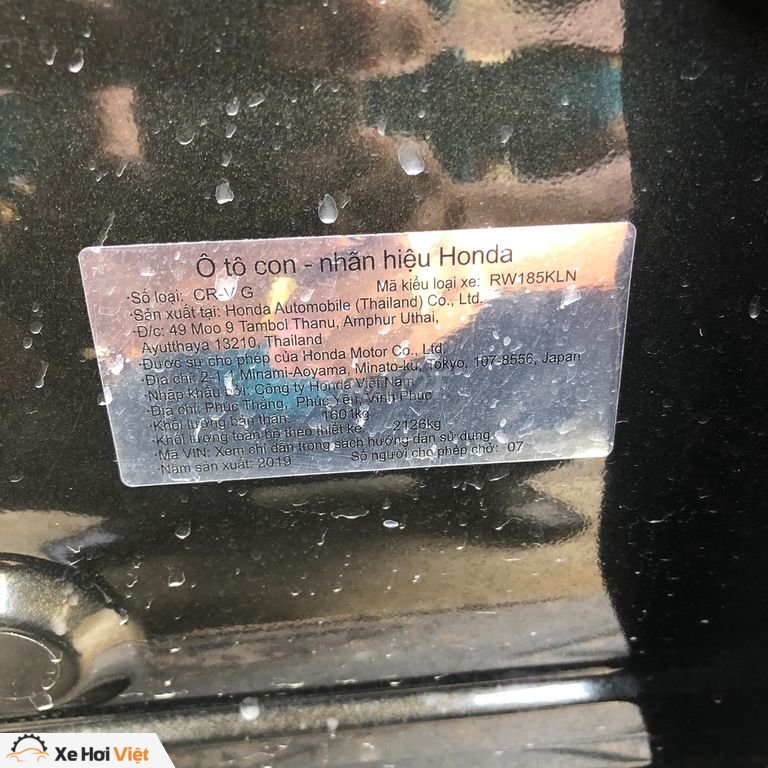 Ô tô con - nhãn hiệu Honda
·Số loại: CR-V G Mã kiểu loại xe: RW185KLN
·Sản xuất tại: Honda Automobile (Thailand) Co., Ltd.
·Đ/c: 49 Moo 9 Tambol Thanu, Amphur Uthai,
Ayutthaya 13210, Thailand
·Được sự cho phép của Honda Motor Co., Ltd.
·Địa chỉ: 2-1-1, Minami-Aoyama, Minato-ku, Tokyo, 107-8556, Japan
·Nhập khẩu bởi: Công ty Honda Việt Nam
·Địa chỉ: Phúc Thắng, Phúc Yên, Vĩnh Phúc
·Khối lượng bản thân: 1601kg
·Khối lượng toàn bộ theo thiết kế: 2126kg
·Mã VIN: Xem chỉ dẫn trong sách hướng dẫn sử dụng
·Năm sản xuất: 2019 Số người cho phép chở: 07
Xe Hơi Việt